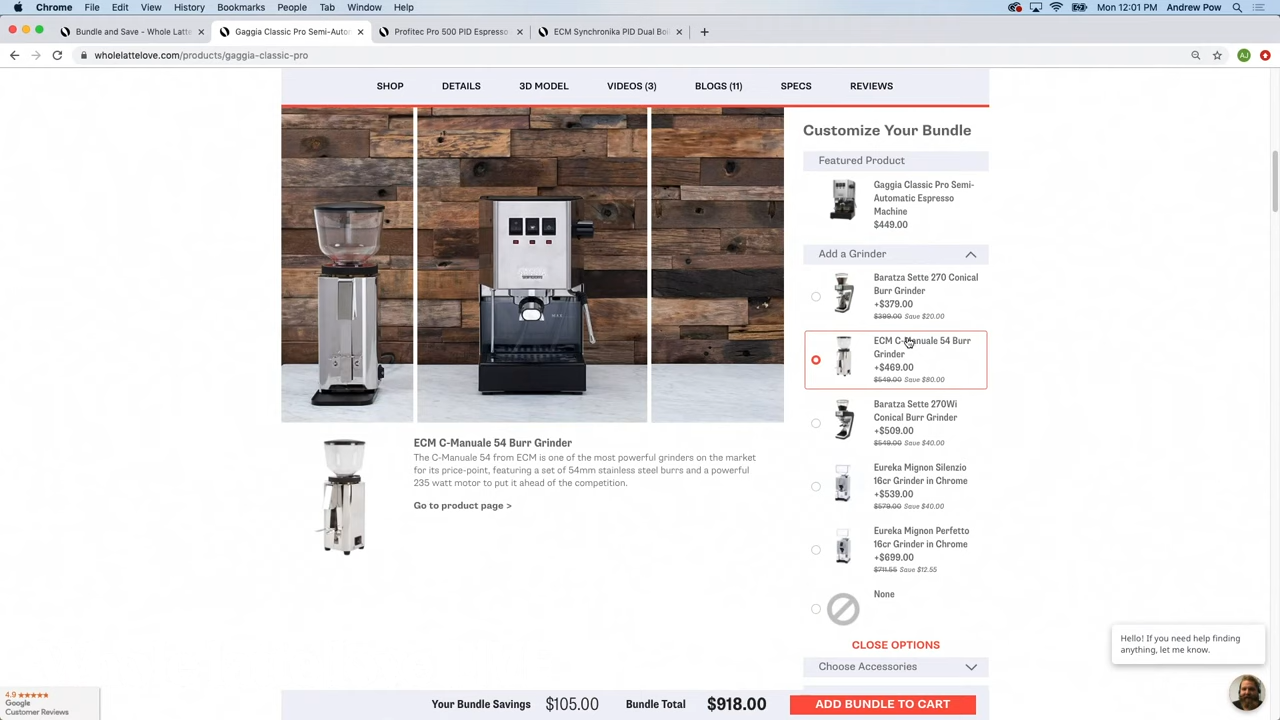 Chrome File Edit View History Bookmarks People Tab Window Help
Mon 12:01 PM Andrew Pow
Bundle and Save - Whole Latte
Gaggia Classic Pro Semi-Autor
Profitec Pro 500 PID Espresso
ECM Synchronika PID Dual Boi
wholelattelove.com/products/gaggia-classic-pro
AJ
SHOP DETAILS 3D MODEL VIDEOS (3) BLOGS (11) SPECS REVIEWS
Customize Your Bundle
Featured Product
Gaggia Classic Pro Semi-
Automatic Espresso
Machine
$449.00
Add a Grinder
Baratza Sette 270 Conical
Burr Grinder
+$379.00
$399.00 Save $20.00
ECM C-Manuale 54 Burr
Grinder
+$469.00
$549.00 Save $80.00
Baratza Sette 270Wi
Conical Burr Grinder
+$509.00
$549.00 Save $40.00
Eureka Mignon Silenzio
16cr Grinder in Chrome
+$539.00
$579.00 Save $40.00
Eureka Mignon Perfetto
16cr Grinder in Chrome
+$699.00
$711.55 Save $12.55
None
CLOSE OPTIONS
Choose Accessories
ECM C-Manuale 54 Burr Grinder
The C-Manuale 54 from ECM is one of the most powerful grinders on the market
for its price-point, featuring a set of 54mm stainless steel burrs and a powerful
235 watt motor to put it ahead of the competition.
Go to product page >
Hello! If you need help finding
anything, let me know.
4.9
Google
Customer Reviews
Your Bundle Savings $105.00 Bundle Total $918.00 ADD BUNDLE TO CART